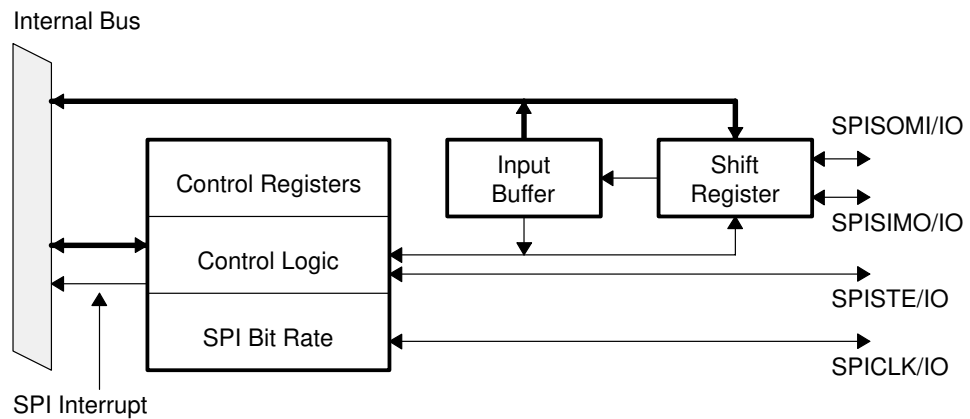 Internal Bus
SPISOMI/IO
Input
Buffer
Shift
Register
Control Registers
SPISIMO/IO
Control Logic
SPISTE/IO
SPI Bit Rate
SPICLK/IO
SPI Interrupt